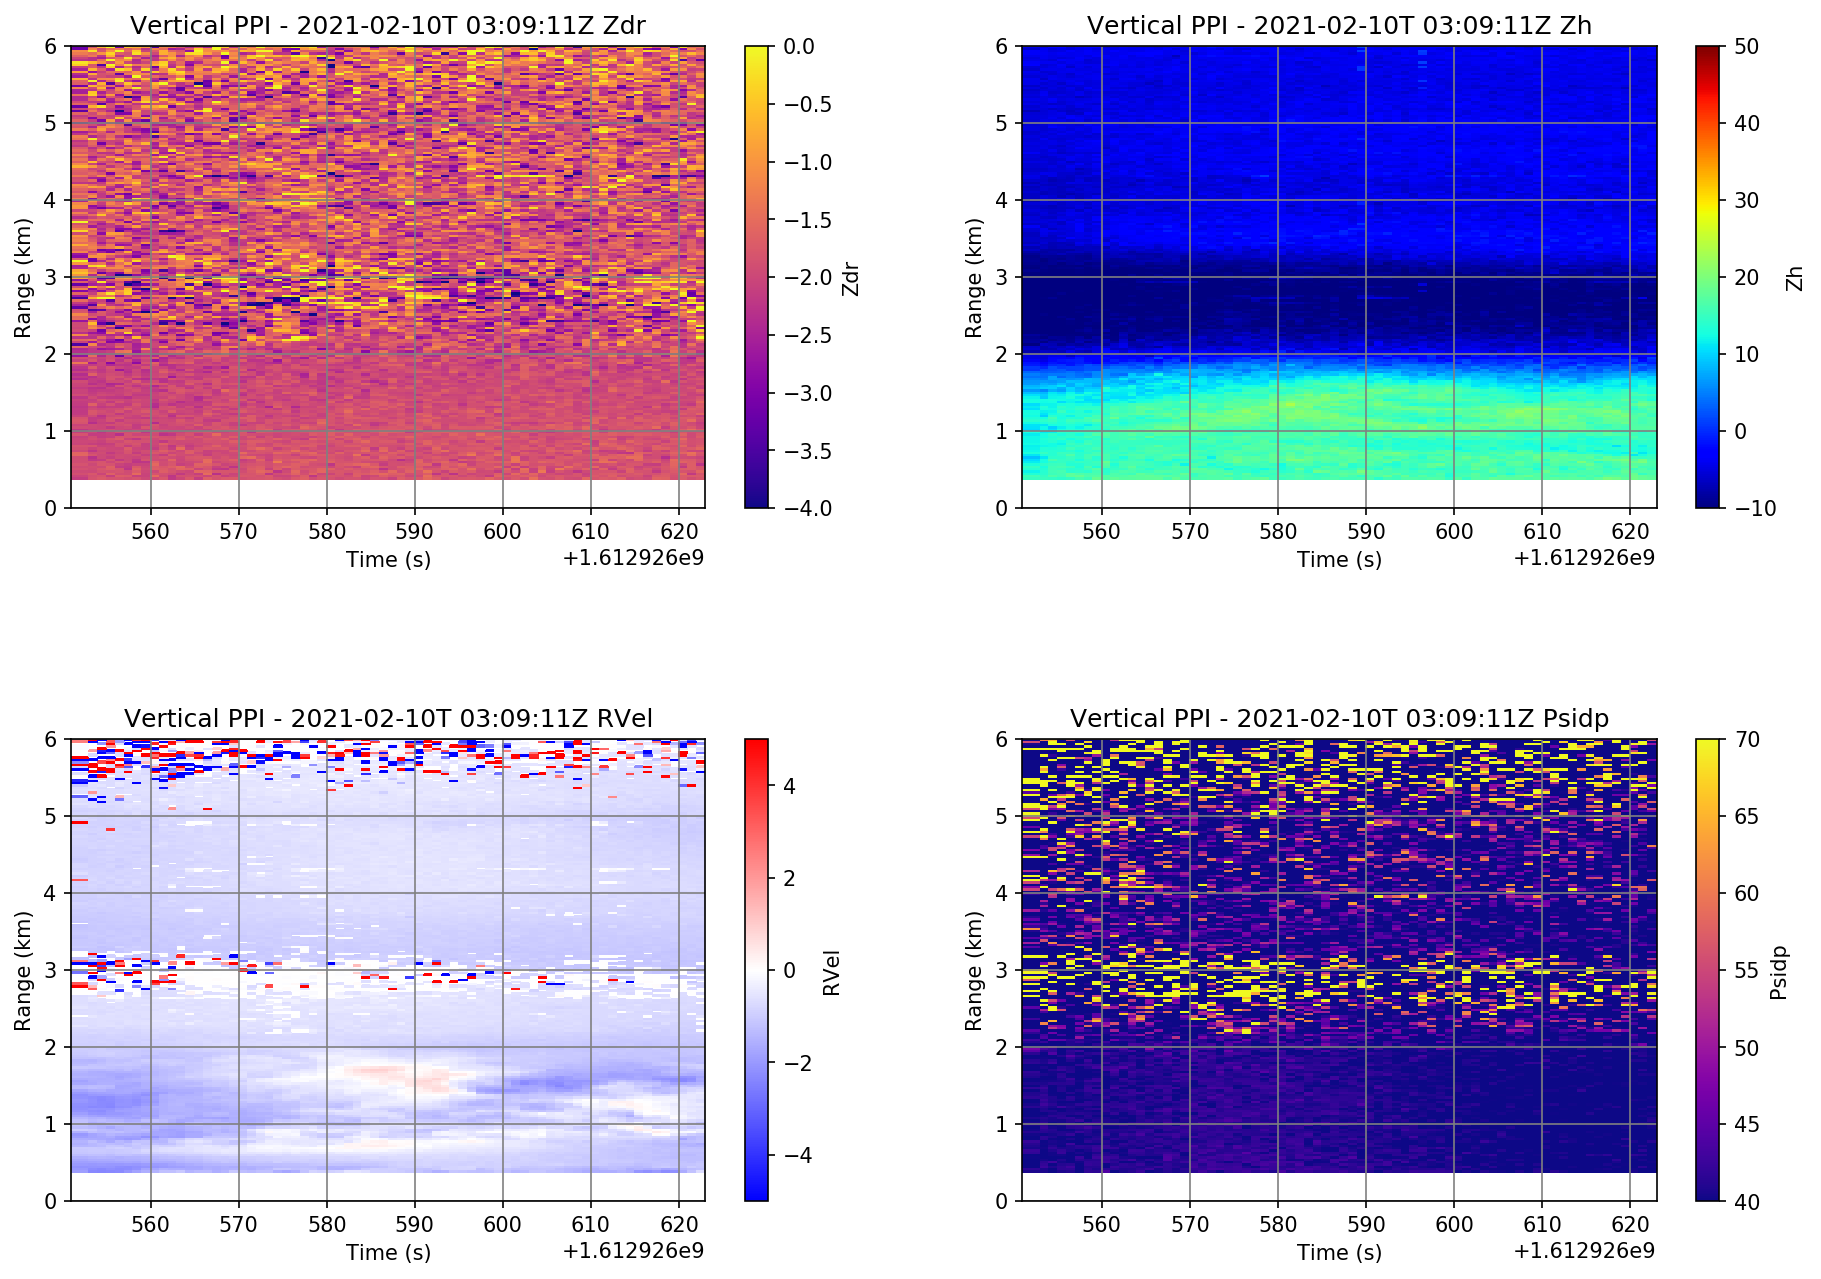 Vertical PPI - 2021-02-10T 03:09:11Z Zdr
6
5
4
3
2
1
0
Range (km)
560 570 580 590 600 610 620
Time (s)
+1.612926e9
0.0
−0.5
−1.0
−1.5
−2.0
−2.5
−3.0
−3.5
−4.0
Zdr
Vertical PPI - 2021-02-10T 03:09:11Z Zh
6
5
4
3
2
1
0
Range (km)
560 570 580 590 600 610 620
Time (s)
+1.612926e9
50
40
30
20
10
0
−10
Zh
Vertical PPI - 2021-02-10T 03:09:11Z RVel
6
5
4
3
2
1
0
Range (km)
560 570 580 590 600 610 620
Time (s)
+1.612926e9
4
2
0
−2
−4
RVel
Vertical PPI - 2021-02-10T 03:09:11Z Psidp
6
5
4
3
2
1
0
Range (km)
560 570 580 590 600 610 620
Time (s)
+1.612926e9
70
65
60
55
50
45
40
Psidp